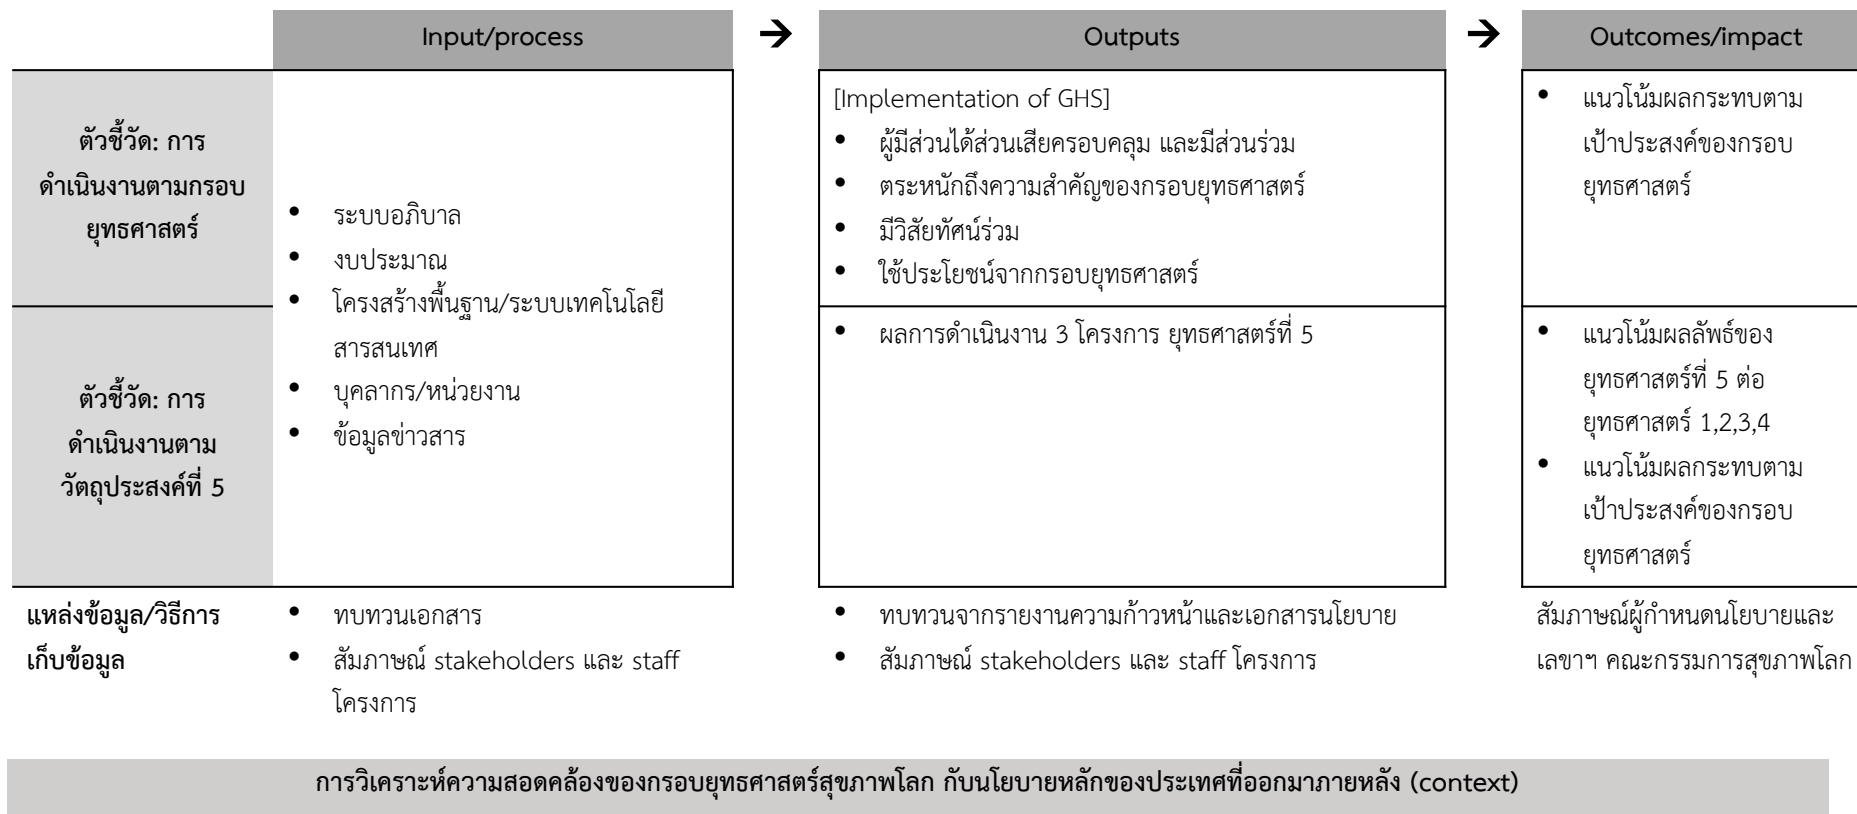 Input/process → Outputs → Outcomes/impact
ตัวชี้วัด: การ
ดำเนินงานตามกรอบ
ยุทธศาสตร์
• ระบบอภิบาล
• งบประมาณ
• โครงสร้างพื้นฐาน/ระบบเทคโนโลยี
สารสนเทศ
• บุคลากร/หน่วยงาน
• ข้อมูลข่าวสาร
[Implementation of GHS]
• ผู้มีส่วนได้ส่วนเสียครอบคลุม และมีส่วนร่วม
• ตระหนักถึงความสำคัญของกรอบยุทธศาสตร์
• มีวิสัยทัศน์ร่วม
• ใช้ประโยชน์จากกรอบยุทธศาสตร์
• แนวโน้มผลกระทบตาม
เป้าประสงค์ของกรอบ
ยุทธศาสตร์
ตัวชี้วัด: การ
ดำเนินงานตาม
วัตถุประสงค์ที่ 5
• ผลการดำเนินงาน 3 โครงการ ยุทธศาสตร์ที่ 5
• แนวโน้มผลลัพธ์ของ
ยุทธศาสตร์ที่ 5 ต่อ
ยุทธศาสตร์ 1,2,3,4
• แนวโน้มผลกระทบตาม
เป้าประสงค์ของกรอบ
ยุทธศาสตร์
แหล่งข้อมูล/วิธีการ
เก็บข้อมูล
• ทบทวนเอกสาร
• สัมภาษณ์ stakeholders และ staff
โครงการ
• ทบทวนจากรายงานความก้าวหน้าและเอกสารนโยบาย
• สัมภาษณ์ stakeholders และ staff โครงการ
สัมภาษณ์ผู้กำหนดนโยบายและ
เลขาฯ คณะกรรมการสุขภาพโลก
การวิเคราะห์ความสอดคล้องของกรอบยุทธศาสตร์สุขภาพโลก กับนโยบายหลักของประเทศที่ออกมาภายหลัง (context)